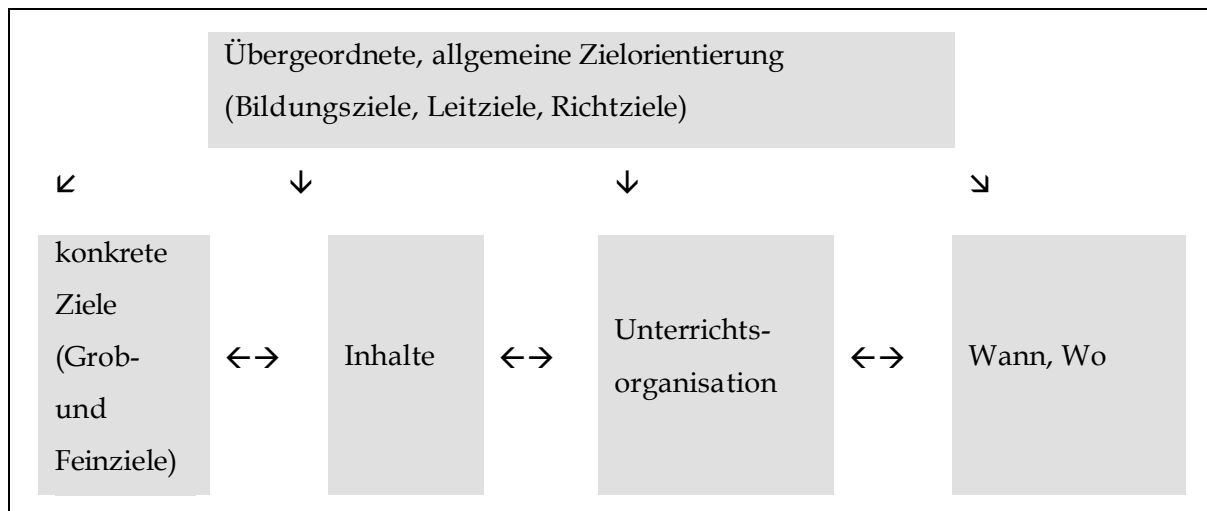 Übergeordnete, allgemeine Zielorientierung
(Bildungsziele, Leitziele, Richtziele)
↙ ↓ ↓ ↘
konkrete
Ziele
(Grob-
und
Feinziele)
←→
Inhalte
←→
Unterrichts-
organisation
←→
Wann, Wo